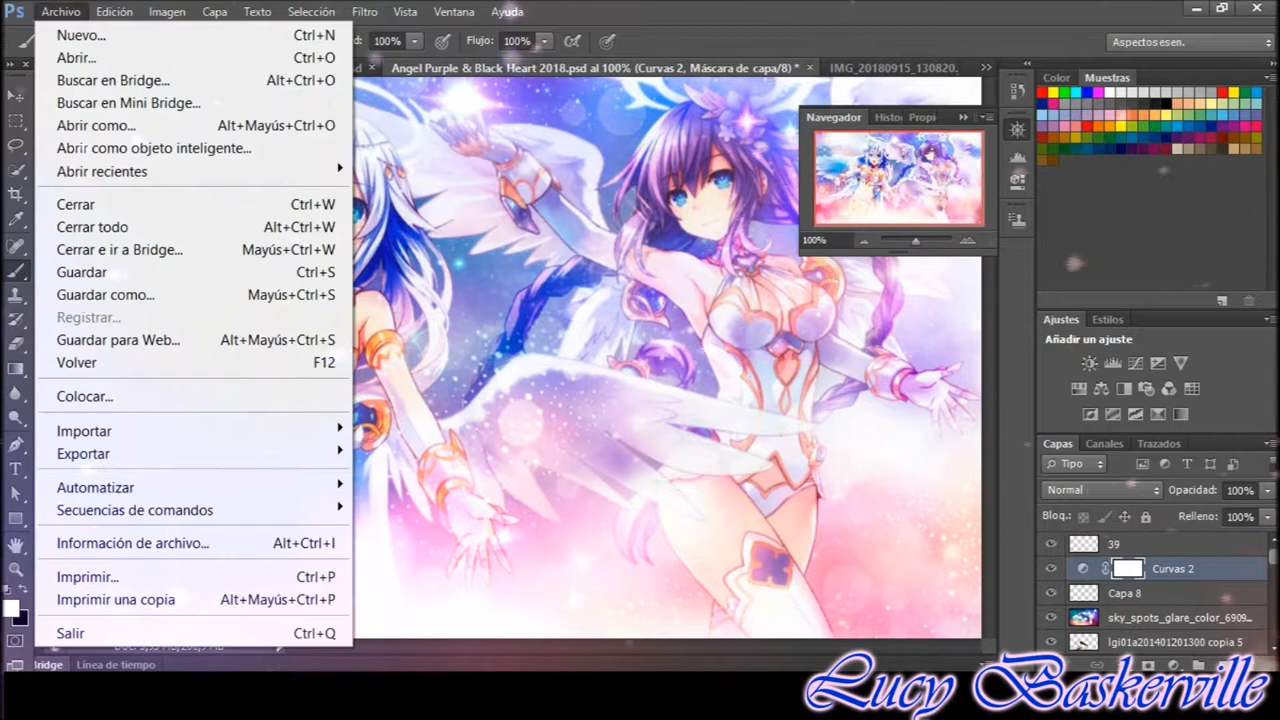 Ps Archivo Edición Imagen Capa Texto Selección Filtro Vista Ventana Ayuda
100% Flujo: 100% Aspectos esen.
Angel Purple & Black Heart 2018.psd al 100% (Curvas 2, Máscara de capa/8) * IMG_20180915_130820.
Nuevo... Ctrl+N
Abrir... Ctrl+O
Buscar en Bridge... Alt+Ctrl+O
Buscar en Mini Bridge...
Abrir como... Alt+Mayús+Ctrl+O
Abrir como objeto inteligente...
Abrir recientes
Cerrar Ctrl+W
Cerrar todo Alt+Ctrl+W
Cerrar e ir a Bridge... Mayús+Ctrl+W
Guardar Ctrl+S
Guardar como... Mayús+Ctrl+S
Registrar...
Guardar para Web... Alt+Mayús+Ctrl+S
Volver F12
Colocar...
Importar
Exportar
Automatizar
Secuencias de comandos
Información de archivo... Alt+Ctrl+I
Imprimir... Ctrl+P
Imprimir una copia Alt+Mayús+Ctrl+P
Salir Ctrl+Q
Bridge Línea de tiempo
Navegador Histo Propi
100%
Color Muestras
Ajustes Estilos
Añadir un ajuste
Capas Canales Trazados
Tipo
Normal Opacidad: 100%
Bloq.: Relleno: 100%
39
Curvas 2
Capa 8
sky_spots_glare_color_6909...
lgi01a201401201300 copia 5
Lucy Baskerville